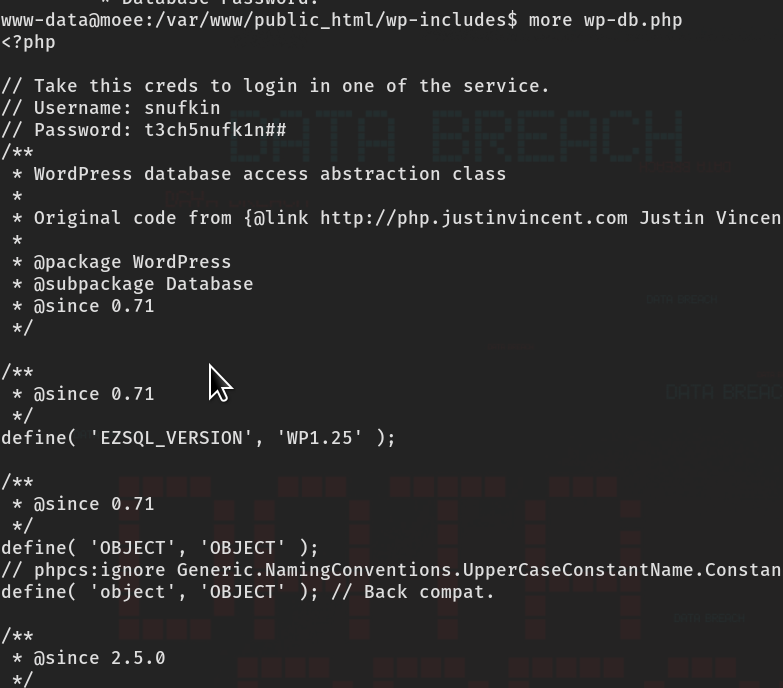 * Database Password.
www-data@moee:/var/www/public_html/wp-includes$ more wp-db.php
<?php
// Take this creds to login in one of the service.
// Username: snufkin
// Password: t3ch5nufk1n##
/**
* WordPress database access abstraction class
*
* Original code from {@link http://php.justinvincent.com Justin Vincen
*
* @package WordPress
* @subpackage Database
* @since 0.71
*/
/**
* @since 0.71
*/
define( 'EZSQL_VERSION', 'WP1.25' );
/**
* @since 0.71
*/
define( 'OBJECT', 'OBJECT' );
// phpcs:ignore Generic.NamingConventions.UpperCaseConstantName.Constan
define( 'object', 'OBJECT' ); // Back compat.
/**
* @since 2.5.0
*/
DATA BREACH
DATA BREACH
DATA BREAC
DATA BREACH
DATA